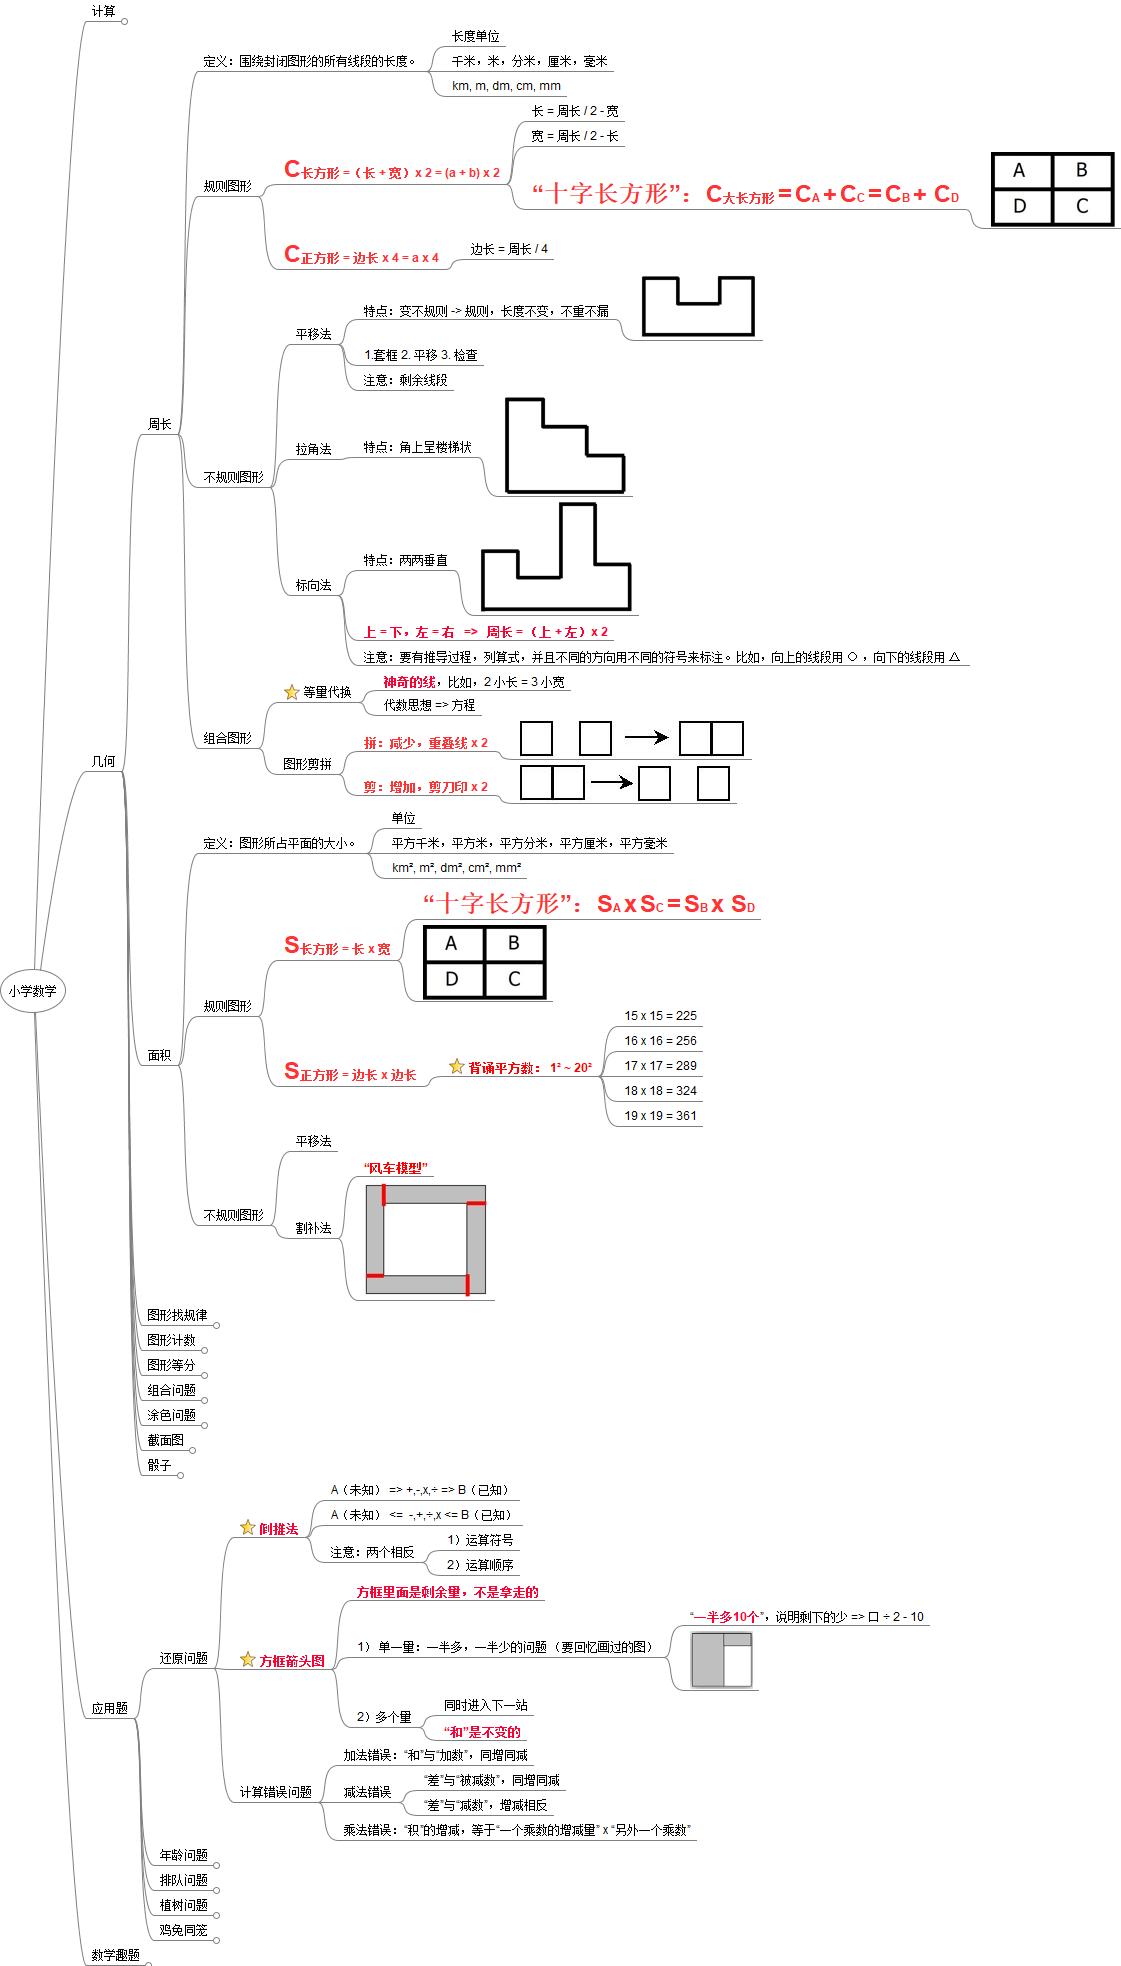 计算
定义：围绕封闭图形的所有线段的长度。
长度单位
千米，米，分米，厘米，毫米
km, m, dm, cm, mm
规则图形
C长方形 =（长 + 宽）x 2 = (a + b) x 2
长 = 周长 / 2 - 宽
宽 = 周长 / 2 - 长
“十字长方形”：C大长方形 = CA + CC = CB + CD
A B
D C
C正方形 = 边长 x 4 = a x 4
边长 = 周长 / 4
周长
不规则图形
平移法
特点：变不规则 -> 规则，长度不变，不重不漏
1.套框 2. 平移 3. 检查
注意：剩余线段
拉角法
特点：角上呈楼梯状
标向法
特点：两两垂直
上 = 下，左 = 右 => 周长 =（上 + 左）x 2
注意：要有推导过程，列算式，并且不同的方向用不同的符号来标注。比如，向上的线段用 ○ ，向下的线段用 △
组合图形
等量代换
神奇的线，比如，2 小长 = 3 小宽
代数思想 => 方程
图形剪拼
拼：减少，重叠线 x 2
剪：增加，剪刀印 x 2
几何
定义：图形所占平面的大小。
单位
平方千米，平方米，平方分米，平方厘米，平方毫米
km², m², dm², cm², mm²
规则图形
S长方形 = 长 x 宽
“十字长方形”：SA x SC = SB x SD
A B
D C
小学数学
面积
S正方形 = 边长 x 边长
背诵平方数： 1² ~ 20²
15 x 15 = 225
16 x 16 = 256
17 x 17 = 289
18 x 18 = 324
19 x 19 = 361
不规则图形
平移法
割补法
“风车模型”
图形找规律
图形计数
图形等分
组合问题
涂色问题
截面图
骰子
应用题
还原问题
倒推法
A（未知） => +,-,x,÷ => B（已知）
A（未知） <= -,+,÷,x <= B（已知）
注意：两个相反
1）运算符号
2）运算顺序
方框箭头图
方框里面是剩余量，不是拿走的
1）单一量：一半多，一半少的问题（要回忆画过的图）
“一半多10个”，说明剩下的少 => 口 ÷ 2 - 10
2）多个量
同时进入下一站
“和”是不变的
计算错误问题
加法错误：“和”与“加数”，同增同减
减法错误
“差”与“被减数”，同增同减
“差”与“减数”，增减相反
乘法错误：“积”的增减，等于“一个乘数的增减量” x “另外一个乘数”
年龄问题
排队问题
植树问题
鸡兔同笼
数学趣题